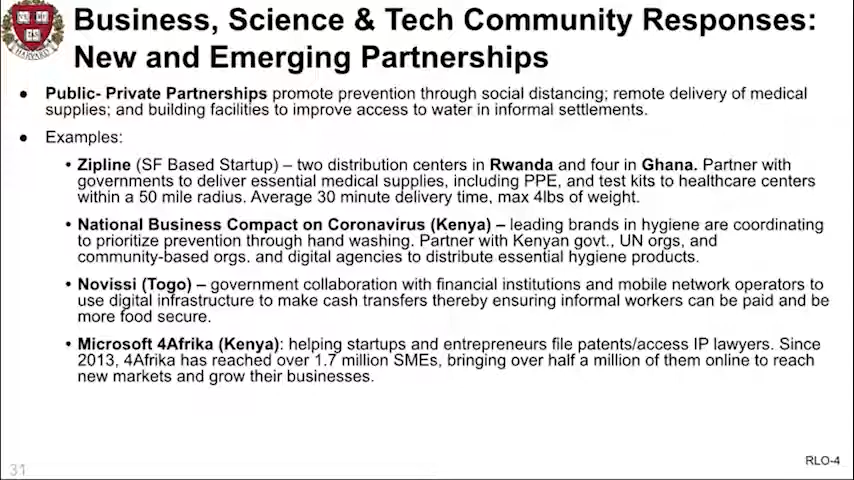 Business, Science & Tech Community Responses:
New and Emerging Partnerships
● Public- Private Partnerships promote prevention through social distancing; remote delivery of medical
supplies; and building facilities to improve access to water in informal settlements.
● Examples:
• Zipline (SF Based Startup) – two distribution centers in Rwanda and four in Ghana. Partner with
governments to deliver essential medical supplies, including PPE, and test kits to healthcare centers
within a 50 mile radius. Average 30 minute delivery time, max 4lbs of weight.
• National Business Compact on Coronavirus (Kenya) – leading brands in hygiene are coordinating
to prioritize prevention through hand washing. Partner with Kenyan govt., UN orgs, and
community-based orgs. and digital agencies to distribute essential hygiene products.
• Novissi (Togo) – government collaboration with financial institutions and mobile network operators to
use digital infrastructure to make cash transfers thereby ensuring informal workers can be paid and be
more food secure.
• Microsoft 4Afrika (Kenya): helping startups and entrepreneurs file patents/access IP lawyers. Since
2013, 4Afrika has reached over 1.7 million SMEs, bringing over half a million of them online to reach
new markets and grow their businesses.
RLO-4
31
HARVARD